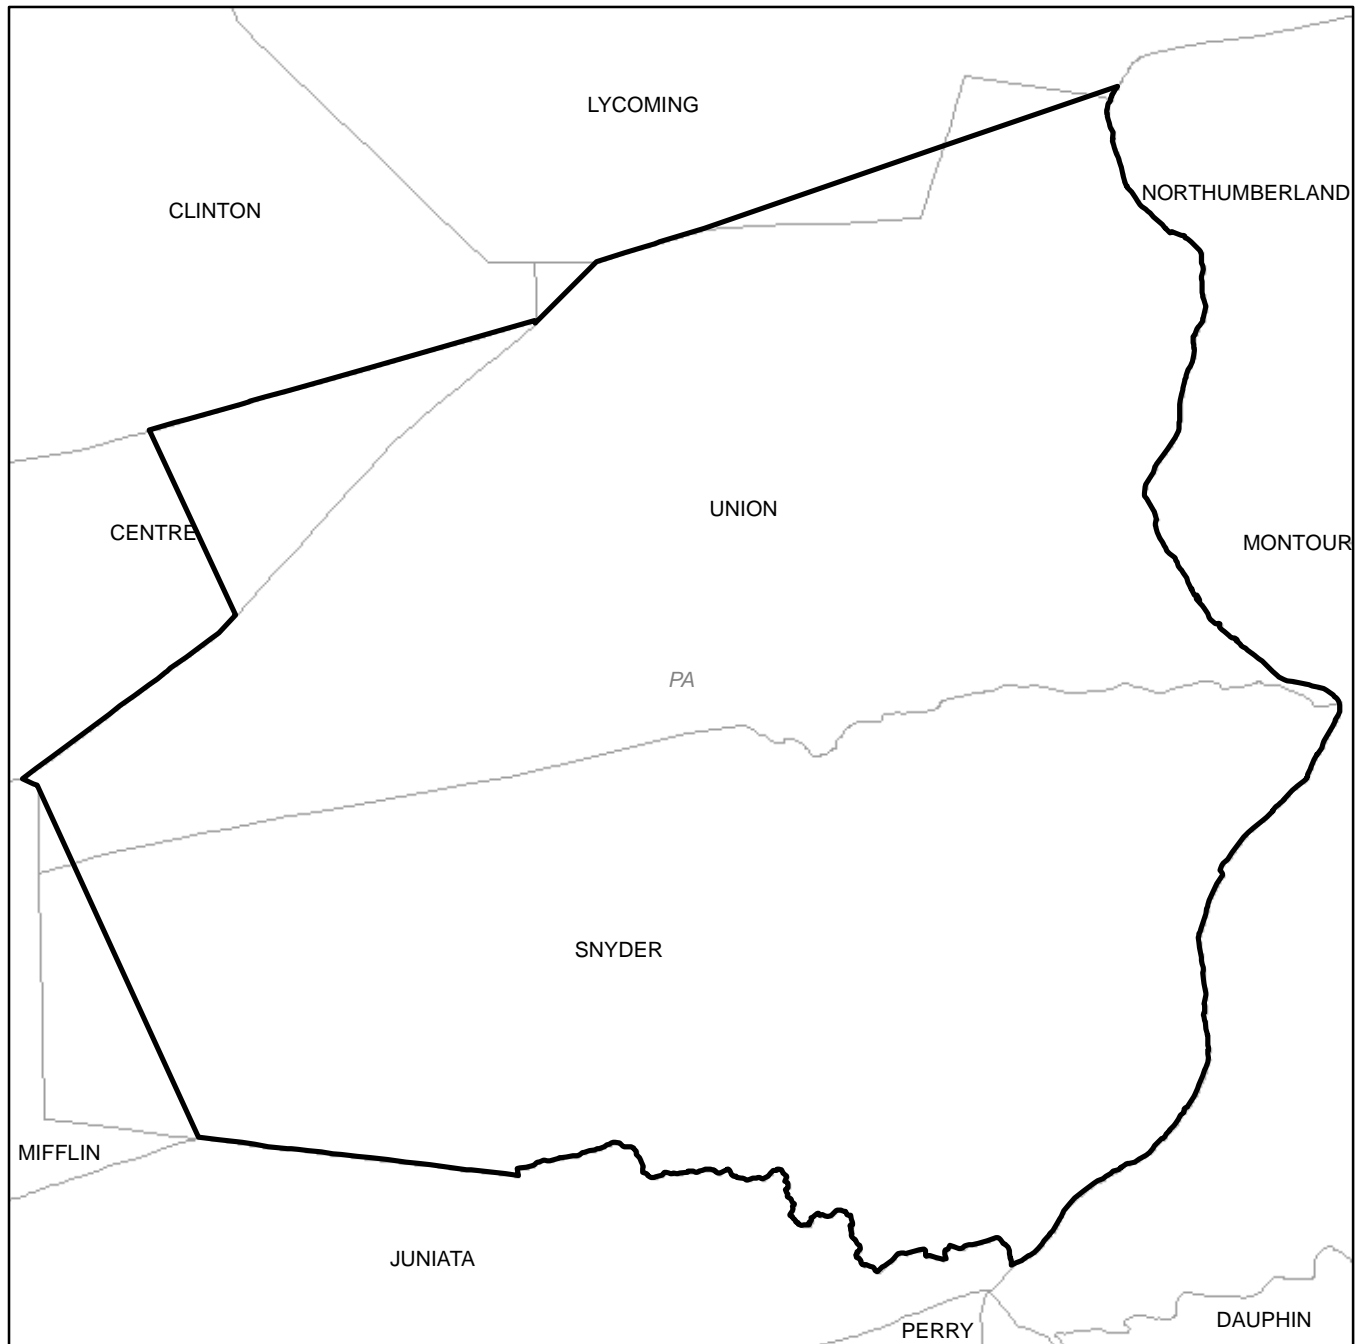 LYCOMING
NORTHUMBERLAND
CLINTON
UNION
CENTRE
MONTOUR
PA
SNYDER
MIFFLIN
JUNIATA
DAUPHIN
PERRY